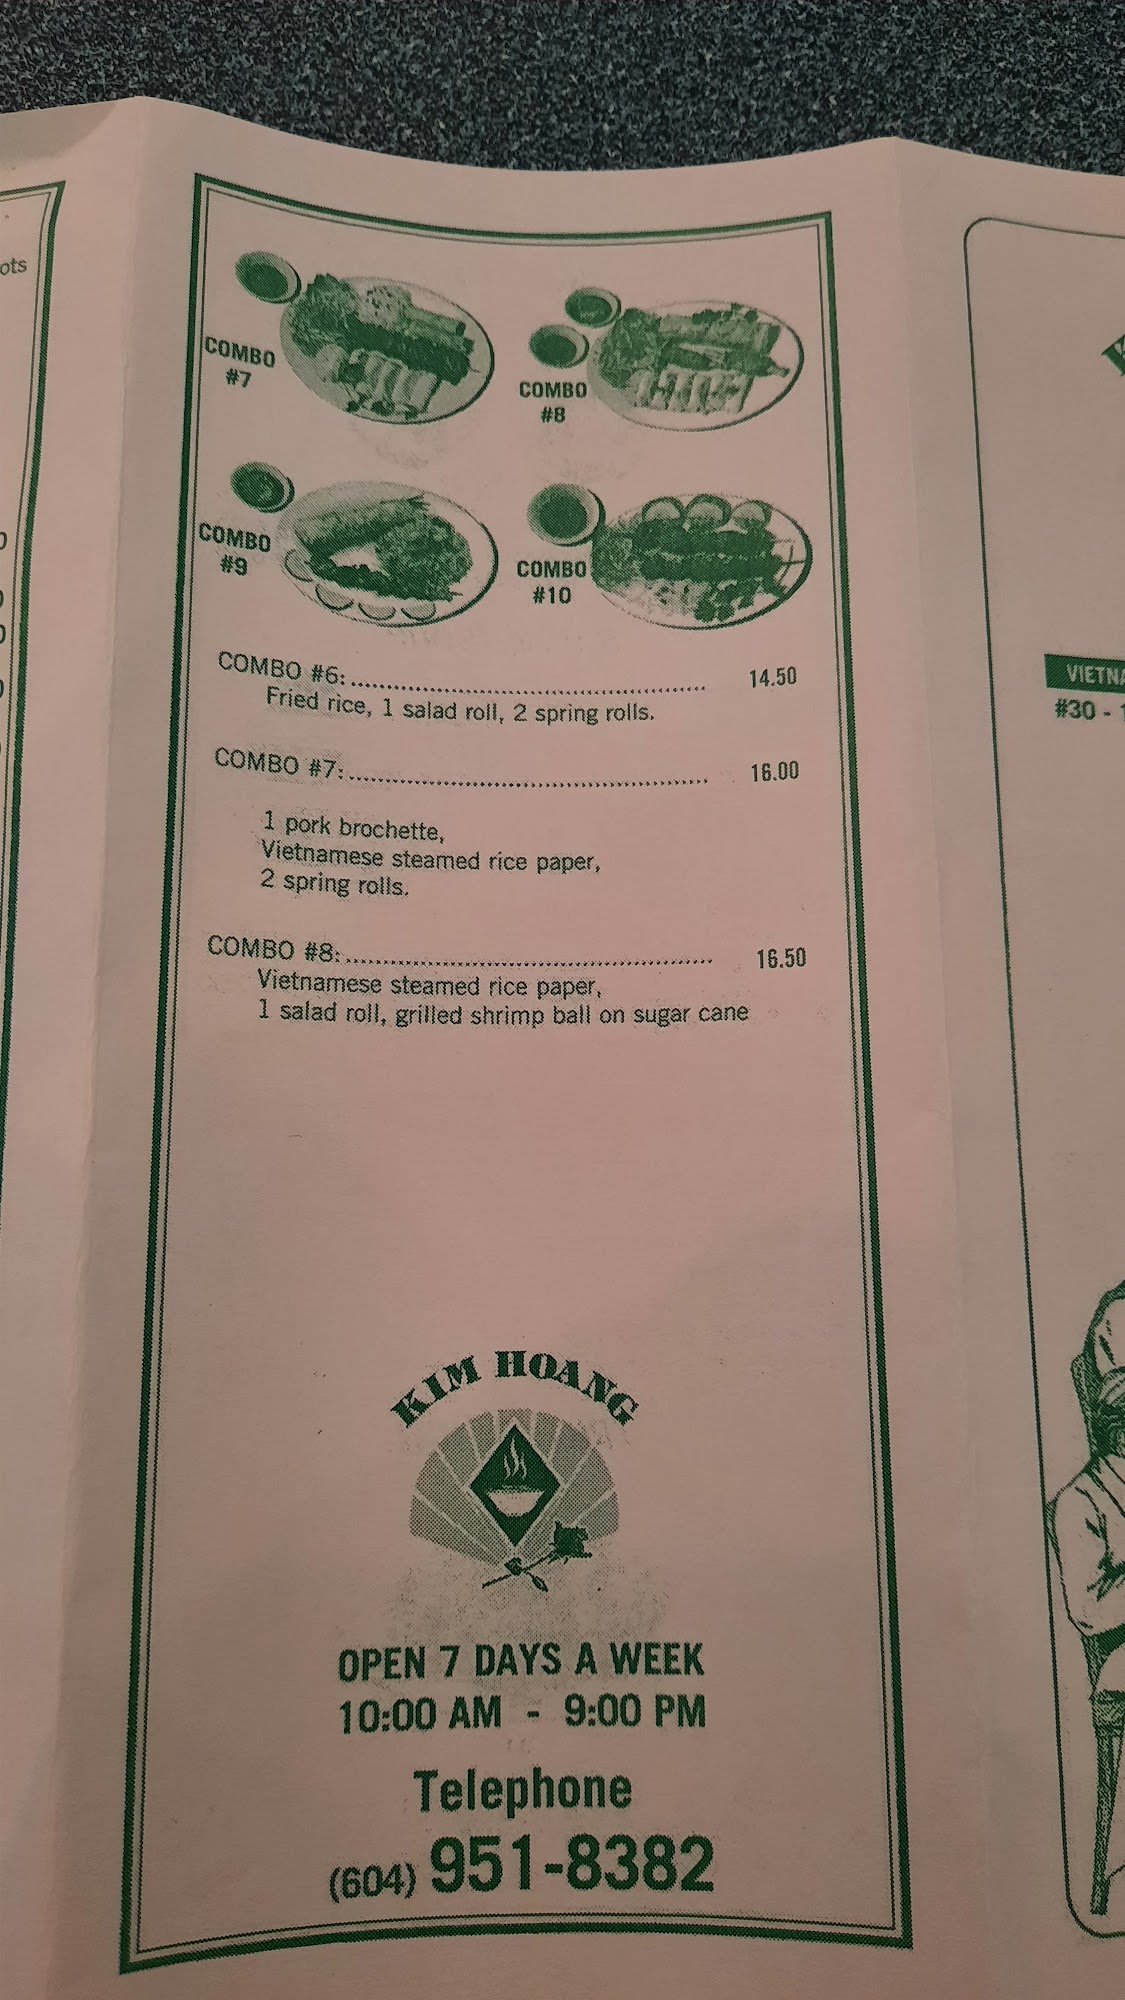 ots
COMBO
#7
COMBO
#8
COMBO
#9
COMBO
#10
COMBO #6: 14.50
Fried rice, 1 salad roll, 2 spring rolls.
COMBO #7: 16.00
1 pork brochette,
Vietnamese steamed rice paper,
2 spring rolls.
COMBO #8: 16.50
Vietnamese steamed rice paper,
1 salad roll, grilled shrimp ball on sugar cane
KIM HOANG
OPEN 7 DAYS A WEEK
10:00 AM - 9:00 PM
Telephone
(604) 951-8382
VIETNA
#30 -